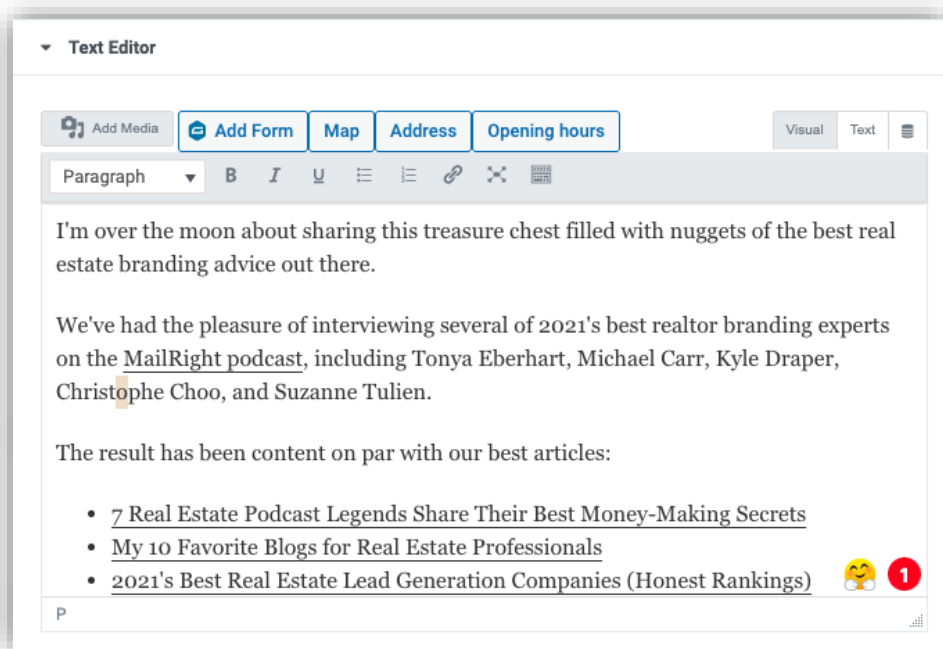 Text Editor
Add Media Add Form Map Address Opening hours Visual Text
Paragraph B I U
I'm over the moon about sharing this treasure chest filled with nuggets of the best real
estate branding advice out there.
We've had the pleasure of interviewing several of 2021's best realtor branding experts
on the MailRight podcast, including Tonya Eberhart, Michael Carr, Kyle Draper,
Christophe Choo, and Suzanne Tulien.
The result has been content on par with our best articles:
• 7 Real Estate Podcast Legends Share Their Best Money-Making Secrets
• My 10 Favorite Blogs for Real Estate Professionals
• 2021's Best Real Estate Lead Generation Companies (Honest Rankings)
1
P